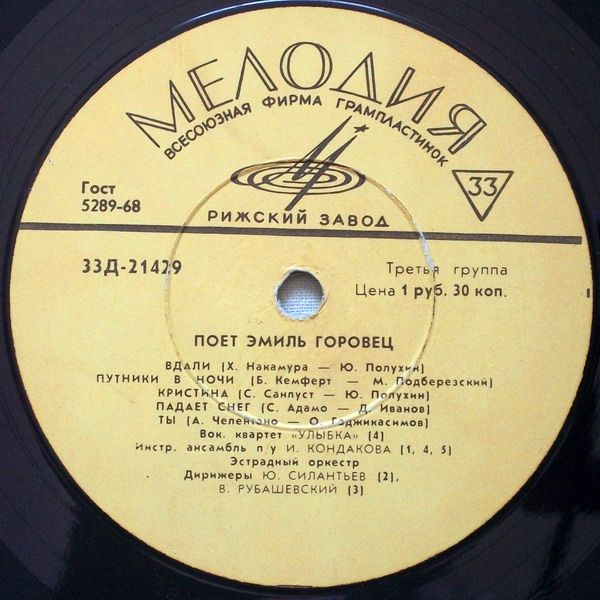 МЕЛОДИЯ
ВСЕСОЮЗНАЯ ФИРМА ГРАМПЛАСТИНОК
33
Гост
5289-68
РИЖСКИЙ ЗАВОД
33Д-21429
Третья группа
Цена 1 руб. 30 коп.
ПОЕТ ЭМИЛЬ ГОРОВЕЦ
ВДАЛИ (Х. Накамура — Ю. Полухин)
ПУТНИКИ В НОЧИ (Б. Кемферт — М. Подберезский)
КРИСТИНА (С. Санлуст — Ю. Полухин)
ПАДАЕТ СНЕГ (С. Адамо — Д. Иванов)
ТЫ (А. Челентано — О. Гаджикасимов)
Вок. квартет «УЛЫБКА» (4)
Инстр. ансамбль п/у И. КОНДАКОВА (1, 4, 5)
Эстрадный оркестр
Дирижеры Ю. СИЛАНТЬЕВ (2),
В. РУБАШЕВСКИЙ (3)